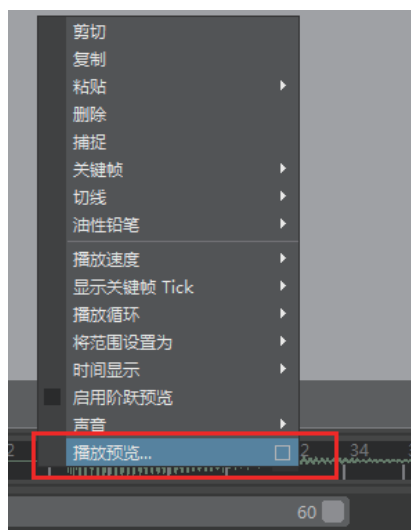 剪切
复制
粘贴
删除
捕捉
关键帧
切线
油性铅笔
播放速度
显示关键帧 Tick
播放循环
将范围设置为
时间显示
启用阶跃预览
声音
播放预览...
2
2
34
60